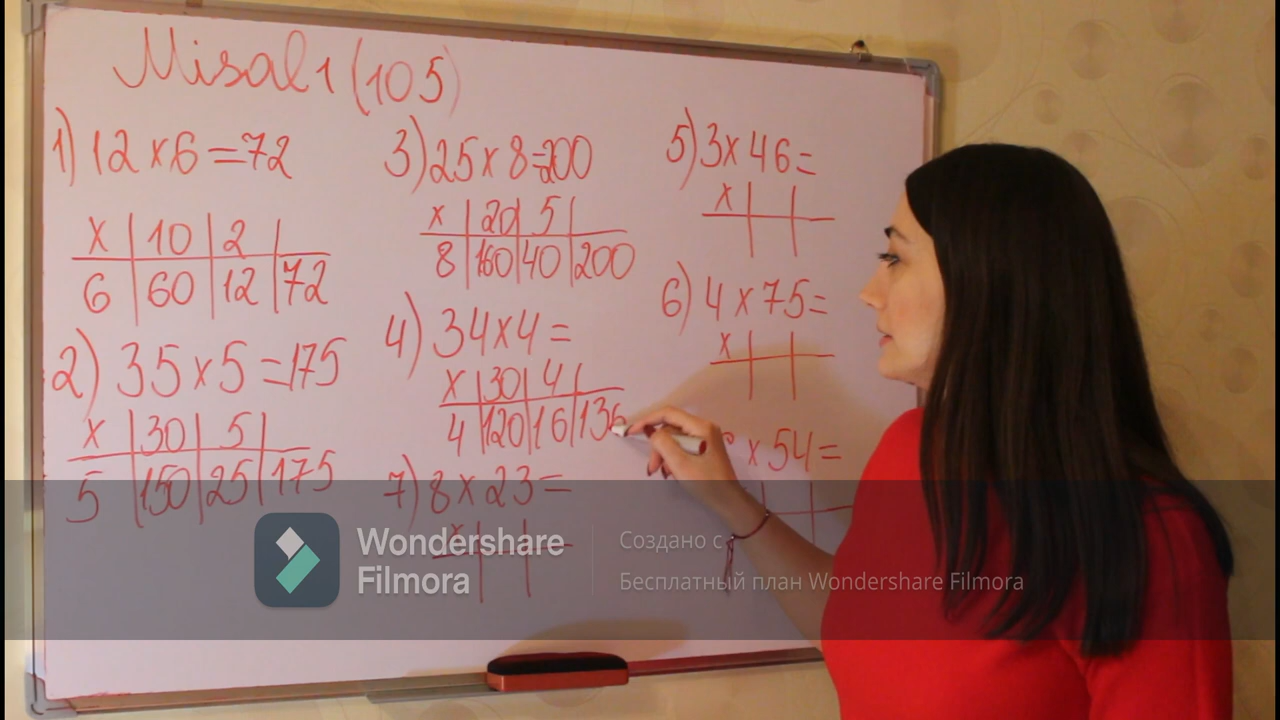 Misal 1 (105)
1) 12 x 6 = 72
x 10 2
6 60 12 72
2) 35 x 5 = 175
x 30 5
5 150 25 175
3) 25 x 8 = 200
x 20 5
8 160 40 200
4) 34 x 4 =
x 30 4
4 120 16 136
7) 8 x 23 =
x
5) 3 x 46 =
x
6) 4 x 75 =
x
x 54 =
Wondershare
Filmora
Создано с
Бесплатный план Wondershare Filmora